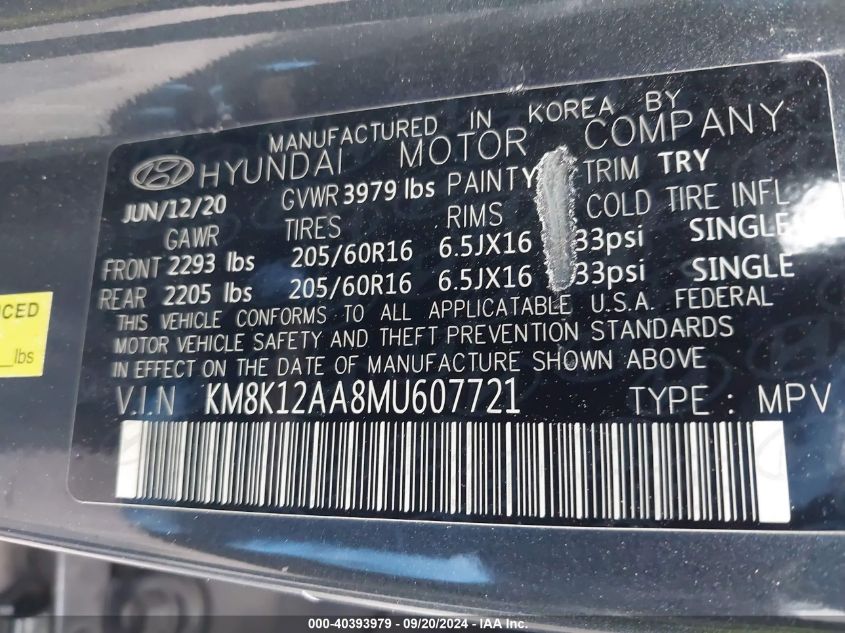 MANUFACTURED IN KOREA BY
HYUNDAI MOTOR COMPANY
JUN/12/20 GVWR 3979 lbs PAINT TRIM TRY
GAWR TIRES RIMS COLD TIRE INFL
FRONT 2293 lbs 205/60R16 6.5JX16 33psi SINGLE
REAR 2205 lbs 205/60R16 6.5JX16 33psi SINGLE
THIS VEHICLE CONFORMS TO ALL APPLICABLE U.S.A. FEDERAL
MOTOR VEHICLE SAFETY AND THEFT PREVENTION STANDARDS
IN EFFECT ON THE DATE OF MANUFACTURE SHOWN ABOVE.
V.I.N KM8K12AA8MU607721 TYPE : MPV
lbs
000-40393979 - 09/20/2024 - IAA Inc.